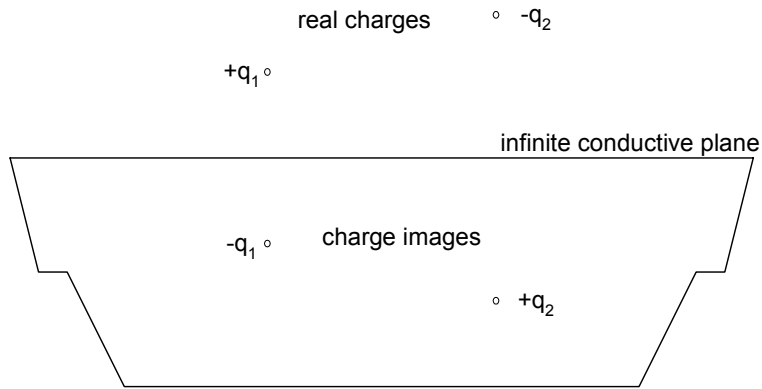 real charges
-q₂
+q₁
infinite conductive plane
-q₁
charge images
+q₂